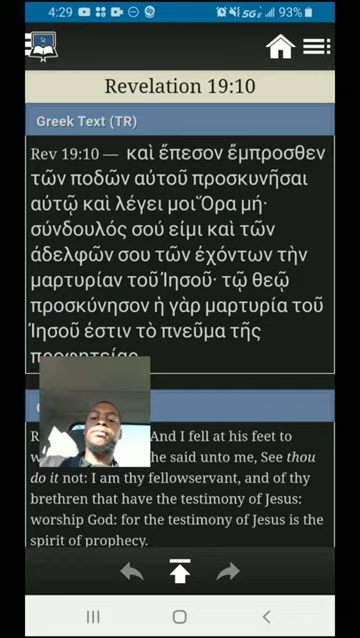 4:29 5GE 93%
Revelation 19:10
Greek Text (TR)
Rev 19:10 — καὶ ἔπεσον ἔμπροσθεν
τῶν ποδῶν αὐτοῦ προσκυνῆσαι
αὐτῷ καὶ λέγει μοι Ὅρα μή·
σύνδουλός σού εἰμι καὶ τῶν
ἀδελφῶν σου τῶν ἐχόντων τὴν
μαρτυρίαν τοῦ Ἰησοῦ· τῷ θεῷ
προσκύνησον ἡ γὰρ μαρτυρία τοῦ
Ἰησοῦ ἐστιν τὸ πνεῦμα τῆς
προφητείας
And I fell at his feet to
he said unto me, See thou
do it not: I am thy fellowservant, and of thy
brethren that have the testimony of Jesus:
worship God: for the testimony of Jesus is the
spirit of prophecy.